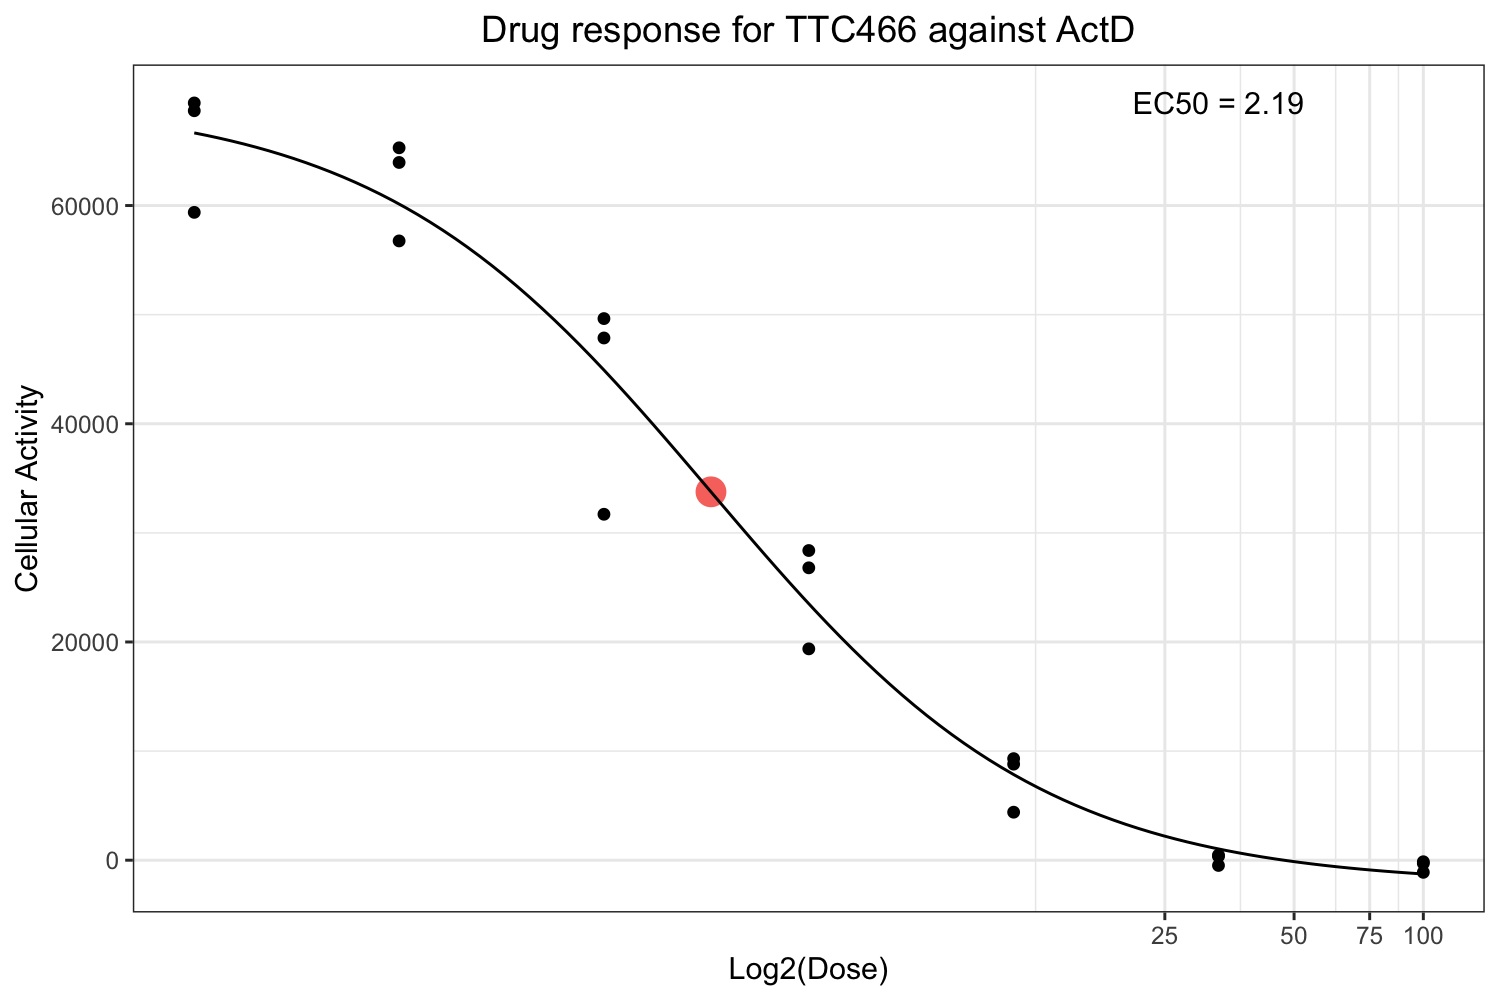 Drug response for TTC466 against ActD
EC50 = 2.19
Cellular Activity
60000
40000
20000
0
25 50 75 100
Log2(Dose)